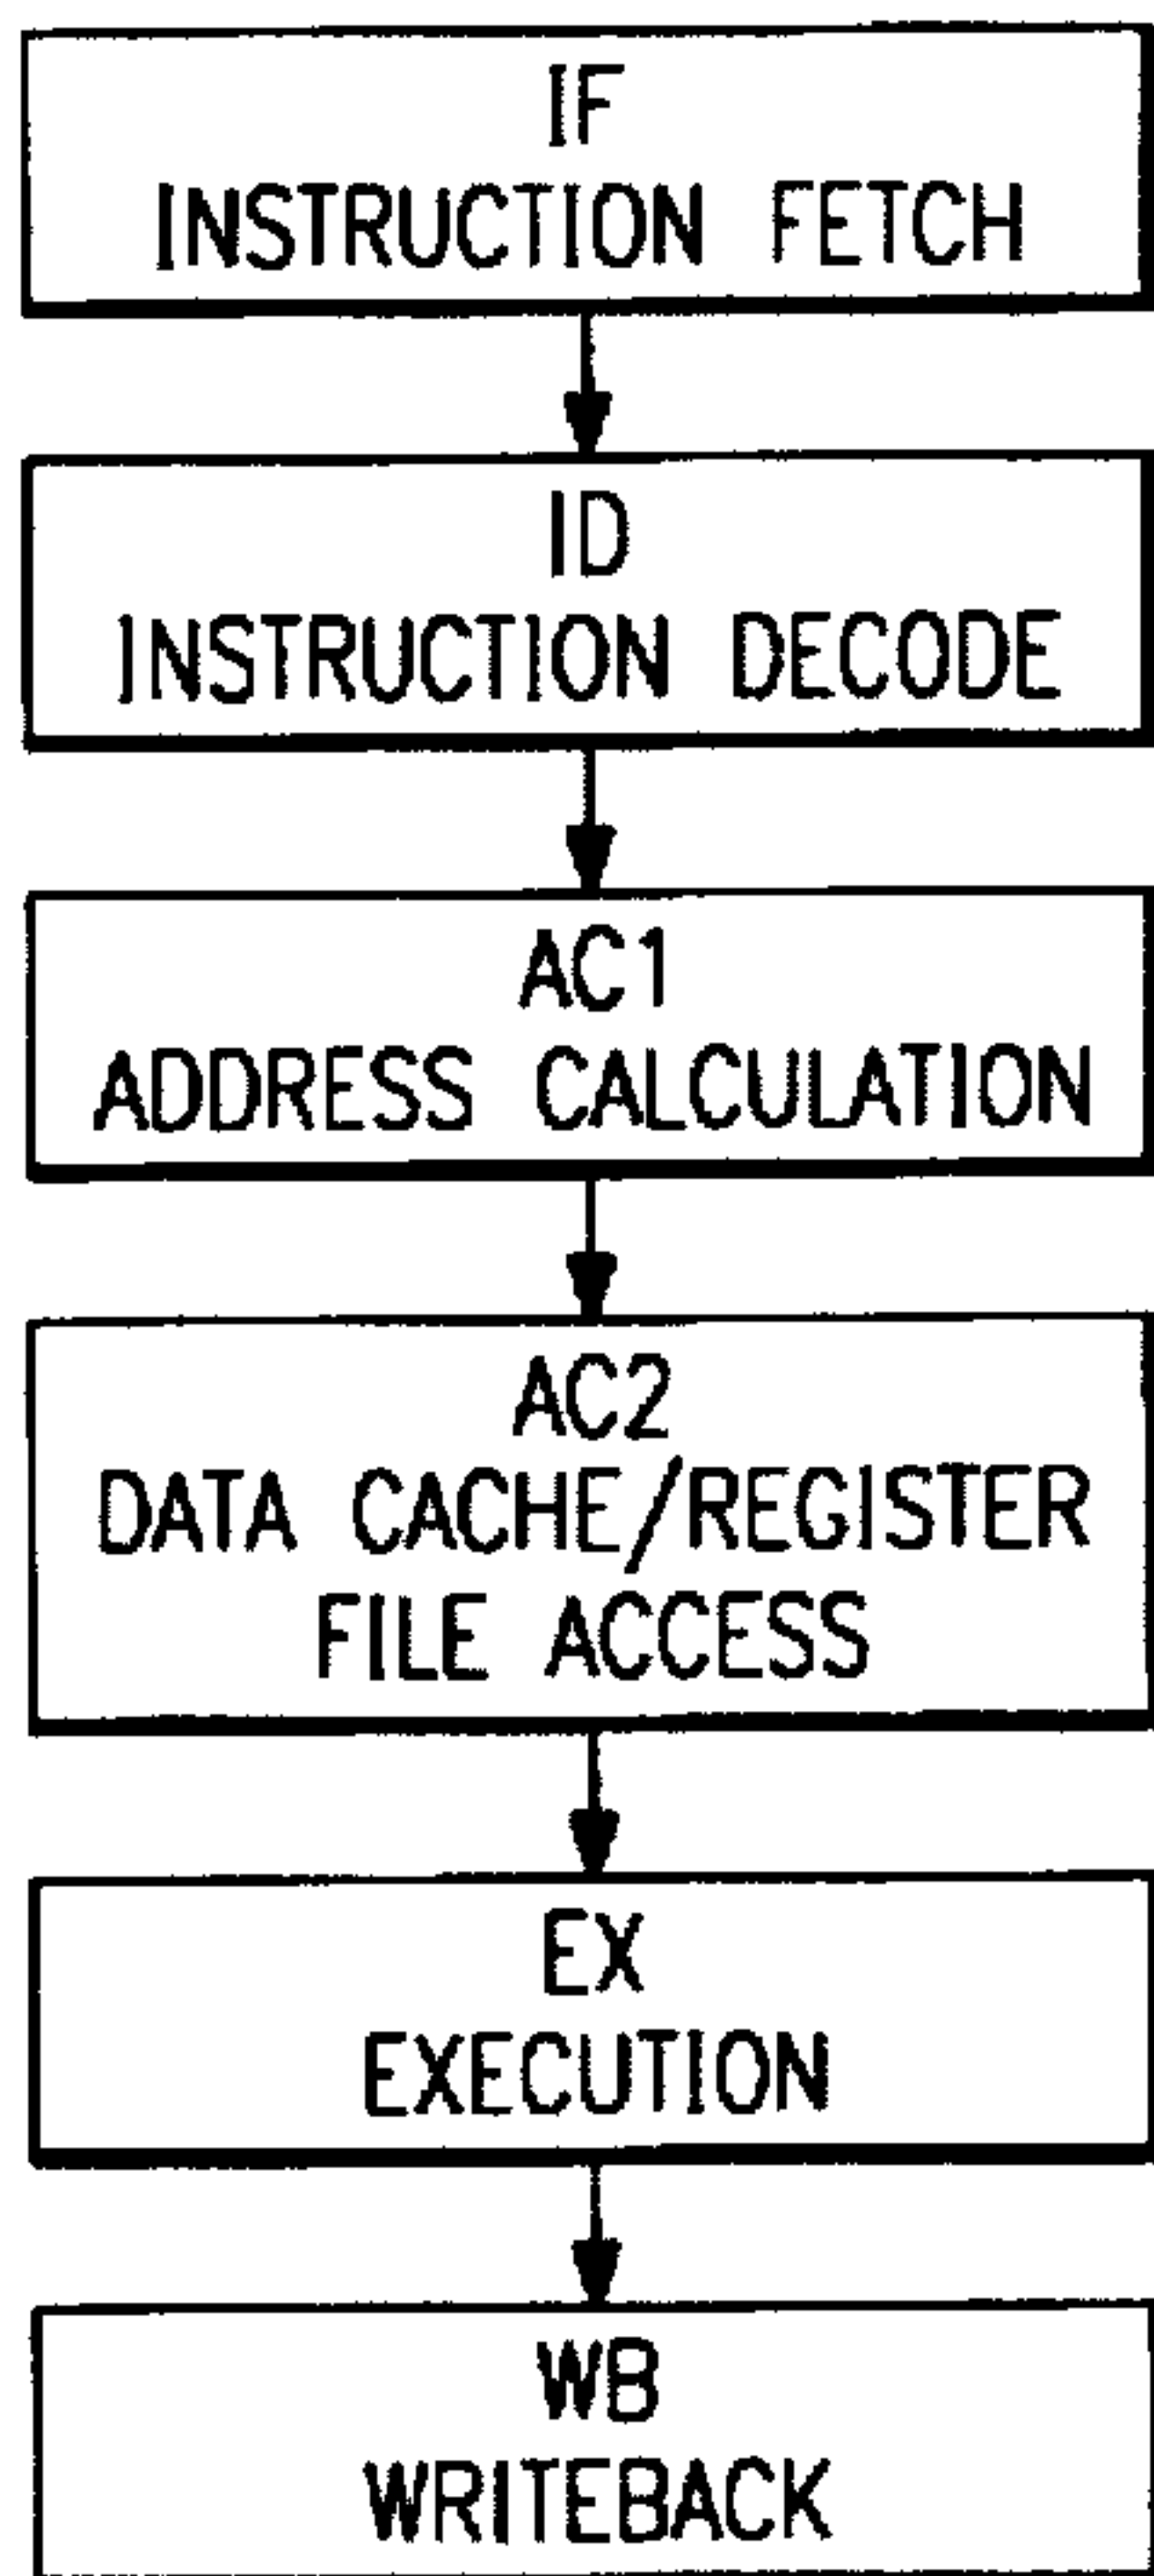 IF
INSTRUCTION FETCH
ID
INSTRUCTION DECODE
AC1
ADDRESS CALCULATION
AC2
DATA CACHE/REGISTER
FILE ACCESS
EX
EXECUTION
WB
WRITEBACK